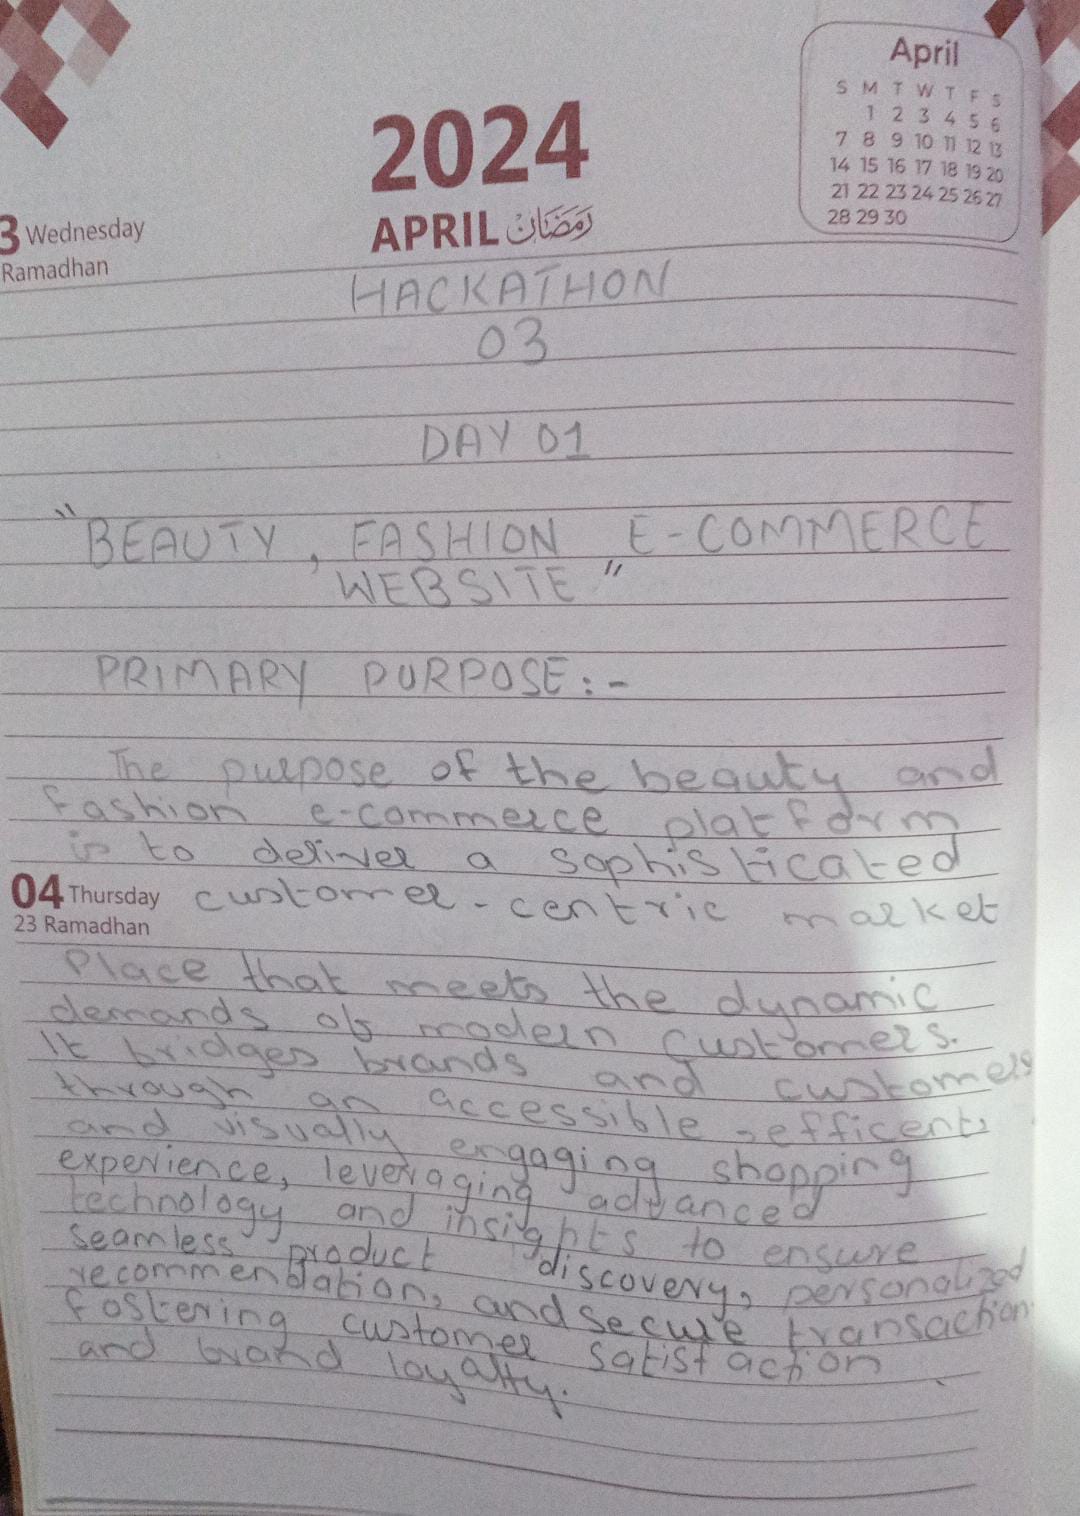 April
S M T W T F S
1 2 3 4 5 6
7 8 9 10 11 12 13
14 15 16 17 18 19 20
21 22 23 24 25 26 27
28 29 30
2024
APRIL رَمَضَان
3 Wednesday
Ramadhan
HACKATHON
03
DAY 01
"BEAUTY, FASHION E-COMMERCE
WEBSITE"
PRIMARY PURPOSE:-
The purpose of the beauty and
fashion e-commerce platform
is to deliver a sophisticated
04 Thursday
23 Ramadhan
customer-centric market
Place that meets the dynamic
demands of modern Customers.
It bridges brands and customers
through an accessible, efficent,
and visually engaging shopping
experience, leveraging advanced
technology and insights to ensure
seamless product discovery, personalized
recommendation, and secure transaction
fostering customer satisfaction
and brand loyalty.